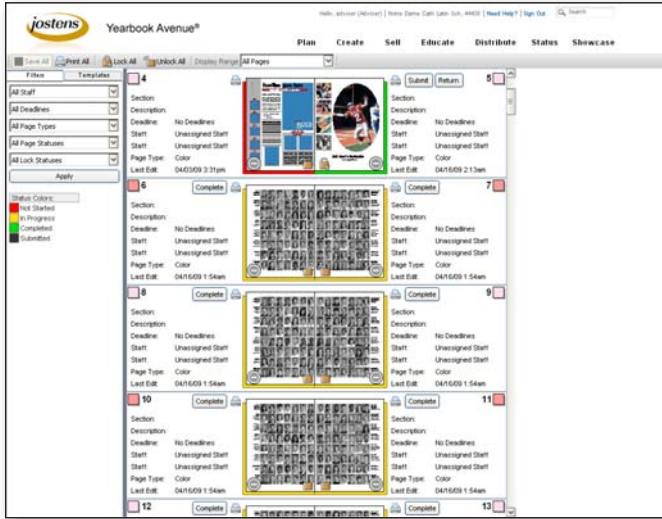 jostens
Yearbook Avenue®
Hello, adviser (Adviser) | Notre Dame Cath Latin Sch, 44408 | Need Help? | Sign Out
Search
Plan Create Sell Educate Distribute Status Showcase
Save All Print All Lock All Unlock All Display Range All Pages
Filters Templates
All Staff
All Deadlines
All Page Types
All Page Statuses
All Lock Statuses
Apply
Status Colors:
Not Started
In Progress
Completed
Submitted
4 Submit Return 5
Section: Section:
Description: Description:
Deadline: No Deadlines Deadline: No Deadlines
Staff: Unassigned Staff Staff: Unassigned Staff
Staff: Unassigned Staff Staff: Unassigned Staff
Page Type: Color Page Type: Color
Last Edit: 04/03/09 3:31pm Last Edit: 04/16/09 2:13am
6 Complete Complete 7
Section: Section:
Description: Description:
Deadline: No Deadlines Deadline: No Deadlines
Staff: Unassigned Staff Staff: Unassigned Staff
Staff: Unassigned Staff Staff: Unassigned Staff
Page Type: Color Page Type: Color
Last Edit: 04/16/09 1:54am Last Edit: 04/16/09 1:54am
8 Complete Complete 9
Section: Section:
Description: Description:
Deadline: No Deadlines Deadline: No Deadlines
Staff: Unassigned Staff Staff: Unassigned Staff
Staff: Unassigned Staff Staff: Unassigned Staff
Page Type: Color Page Type: Color
Last Edit: 04/16/09 1:54am Last Edit: 04/16/09 1:54am
10 Complete Complete 11
Section: Section:
Description: Description:
Deadline: No Deadlines Deadline: No Deadlines
Staff: Unassigned Staff Staff: Unassigned Staff
Staff: Unassigned Staff Staff: Unassigned Staff
Page Type: Color Page Type: Color
Last Edit: 04/16/09 1:54am Last Edit: 04/16/09 1:54am
12 Complete Complete 13